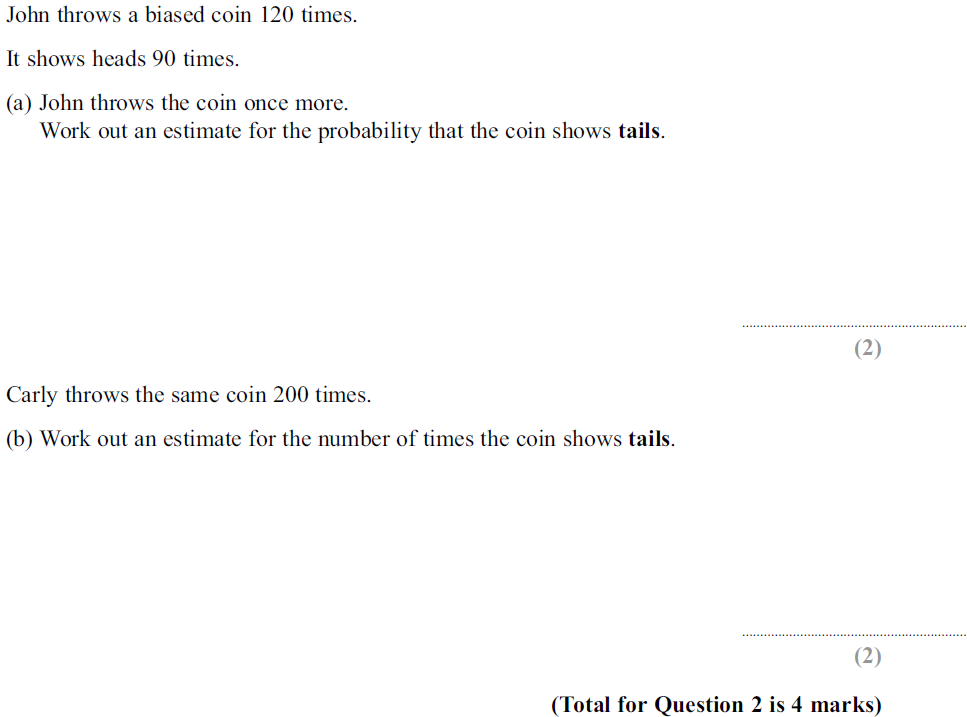 John throws a biased coin 120 times.
It shows heads 90 times.
(a) John throws the coin once more.
Work out an estimate for the probability that the coin shows tails.
(2)
Carly throws the same coin 200 times.
(b) Work out an estimate for the number of times the coin shows tails.
(2)
(Total for Question 2 is 4 marks)